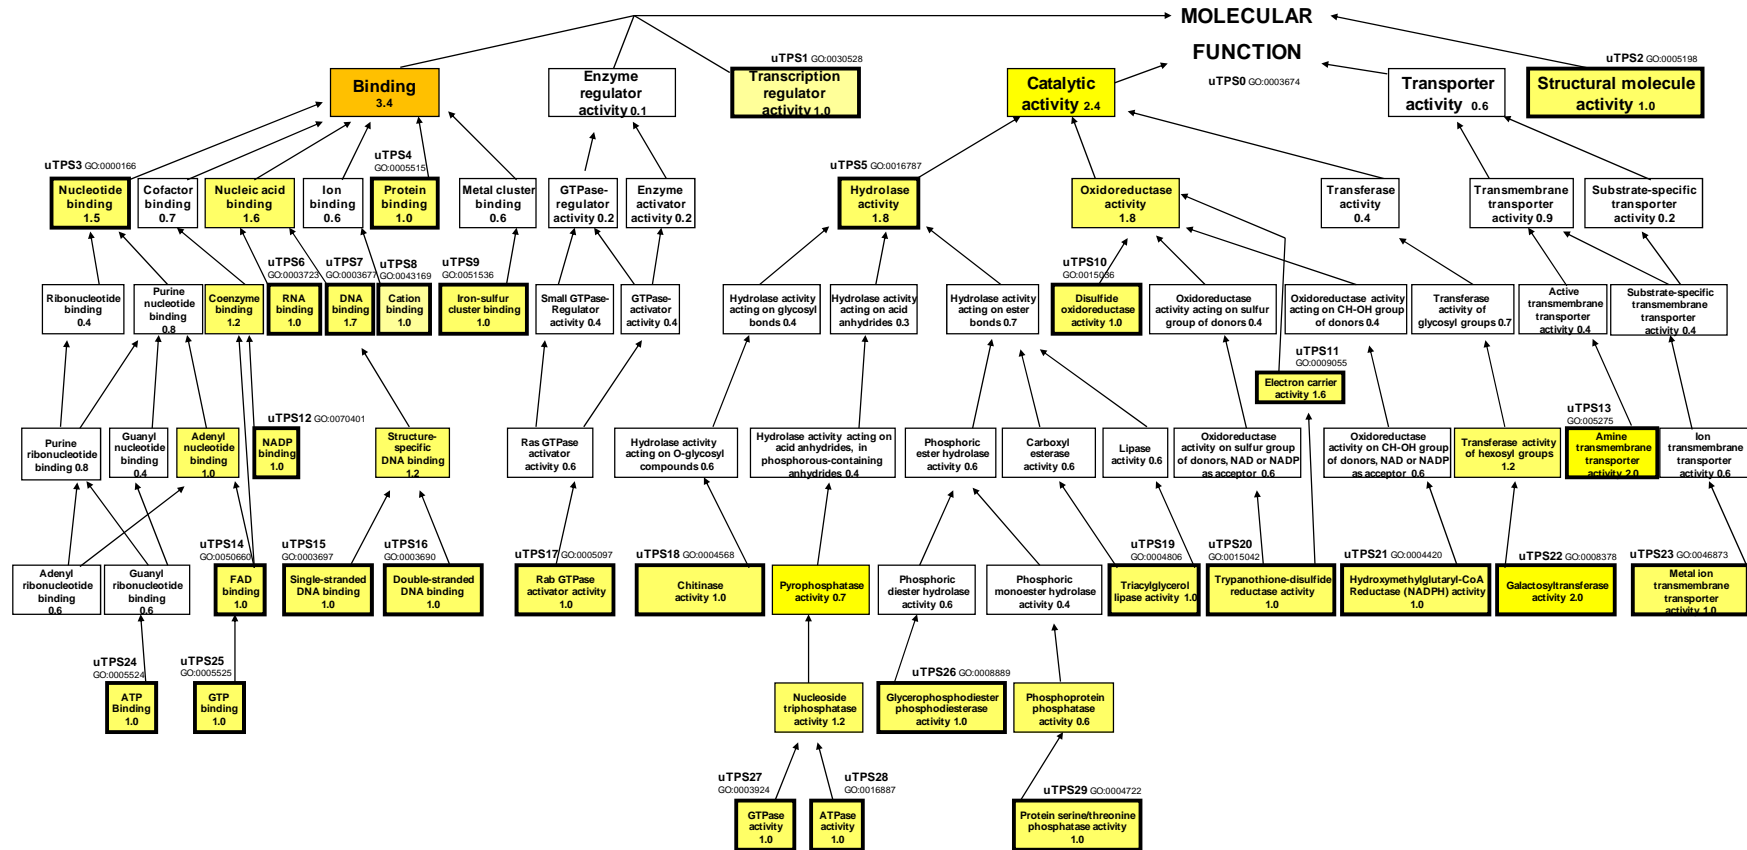 MOLECULAR
FUNCTION
uTPS0 GO:0003674
uTPS1 GO:0030528
uTPS2 GO:0005198
Binding
3.4
Enzyme
regulator
activity 0.1
Transcription
regulator
activity 1.0
Catalytic
activity 2.4
Transporter
activity 0.6
Structural molecule
activity 1.0
uTPS3 GO:0000166
uTPS4
GO:0005515
uTPS5 GO:0016787
Nucleotide
binding
1.5
Cofactor
binding
0.7
Nucleic acid
binding
1.6
Ion
binding
0.6
Protein
binding
1.0
Metal cluster
binding
0.6
GTPase-
regulator
activity 0.2
Enzyme
activator
activity 0.2
Hydrolase
activity
1.8
Oxidoreductase
activity
1.8
Transferase
activity
0.4
Transmembrane
transporter
activity 0.9
Substrate-specific
transporter
activity 0.2
uTPS6
GO:0003723
uTPS7
GO:0003677
uTPS8
GO:0043169
uTPS9
GO:0051536
uTPS10
GO:0015036
Ribonucleotide
binding
0.4
Purine
nucleotide
binding
0.8
Coenzyme
binding
1.2
RNA
binding
1.0
DNA
binding
1.7
Cation
binding
1.0
Iron-sulfur
cluster binding
1.0
Small GTPase-
Regulator
activity 0.4
GTPase-
activator
activity 0.4
Hydrolase activity
acting on glycosyl
bonds 0.4
Hydrolase activity
acting on acid
anhydrides 0.3
Hydrolase activity
acting on ester
bonds 0.7
Disulfide
oxidoreductase
activity 1.0
Oxidoreductase
activity acting on sulfur
group of donors 0.4
Oxidoreductase activity
acting on CH-OH group
of donors 0.4
Transferase
activity
of glycosyl groups 0.7
Active
transmembrane
transporter
activity 0.4
Substrate-specific
transmembrane
transporter
activity 0.4
uTPS11
GO:0009055
Electron carrier
activity 1.6
uTPS12 GO:0070401
uTPS13
GO:005275
Purine
ribonucleotide
binding 0.8
Guanyl
nucleotide
binding
0.4
Adenyl
nucleotide
binding
1.0
NADP
binding
1.0
Structure-
specific
DNA binding
1.2
Ras GTPase
activator
activity 0.6
Hydrolase activity
acting on O-glycosyl
compounds 0.6
Hydrolase activity acting on
acid anhydrides, in
phosphorous-containing
anhydrides 0.4
Phosphoric
ester hydrolase
activity 0.6
Carboxyl
esterase
activity 0.6
Lipase
activity 0.6
Oxidoreductase
activity on sulfur group
of donors, NAD or NADP
as acceptor 0.6
Oxidoreductase
activity on CH-OH group
of donors, NAD or NADP
as acceptor 0.6
Transferase activity
of hexosyl groups
1.2
Amine
transmembrane
transporter
activity 2.0
Ion
transmembrane
transporter
activity 0.6
uTPS14
GO:0050660
uTPS15
GO:0003697
uTPS16
GO:0003690
uTPS17 GO:0005097
uTPS18 GO:0004568
uTPS19
GO:0004806
uTPS20
GO:0015042
uTPS21 GO:0004420
uTPS22 GO:0008378
uTPS23 GO:0046873
Adenyl
ribonucleotide
binding
0.6
Guanyl
ribonucleotide
binding
0.6
FAD
binding
1.0
Single-stranded
DNA binding
1.0
Double-stranded
DNA binding
1.0
Rab GTPase
activator activity
1.0
Chitinase
activity 1.0
Pyrophosphatase
activity 0.7
Phosphoric
diester hydrolase
activity 0.6
Phosphoric
monoester hydrolase
activity 0.4
Triacylglycerol
lipase activity 1.0
Trypanothione-disulfide
reductase activity
1.0
Hydroxymethylglutaryl-CoA
Reductase (NADPH) activity
1.0
Galactosyltransferase
activity 2.0
Metal ion
transmembrane
transporter
activity 1.0
uTPS24
GO:0005524
uTPS25
GO:0005525
uTPS26 GO:0008889
ATP
Binding
1.0
GTP
binding
1.0
Nucleoside
triphosphatase
activity 1.2
Glycerophosphodiester
phosphodiesterase
activity 1.0
Phosphoprotein
phosphatase
activity 0.6
uTPS27
GO:0003924
uTPS28
GO:0016887
uTPS29 GO:0004722
GTPase
activity
1.0
ATPase
activity
1.0
Protein serine/threonine
phosphatase activity
1.0